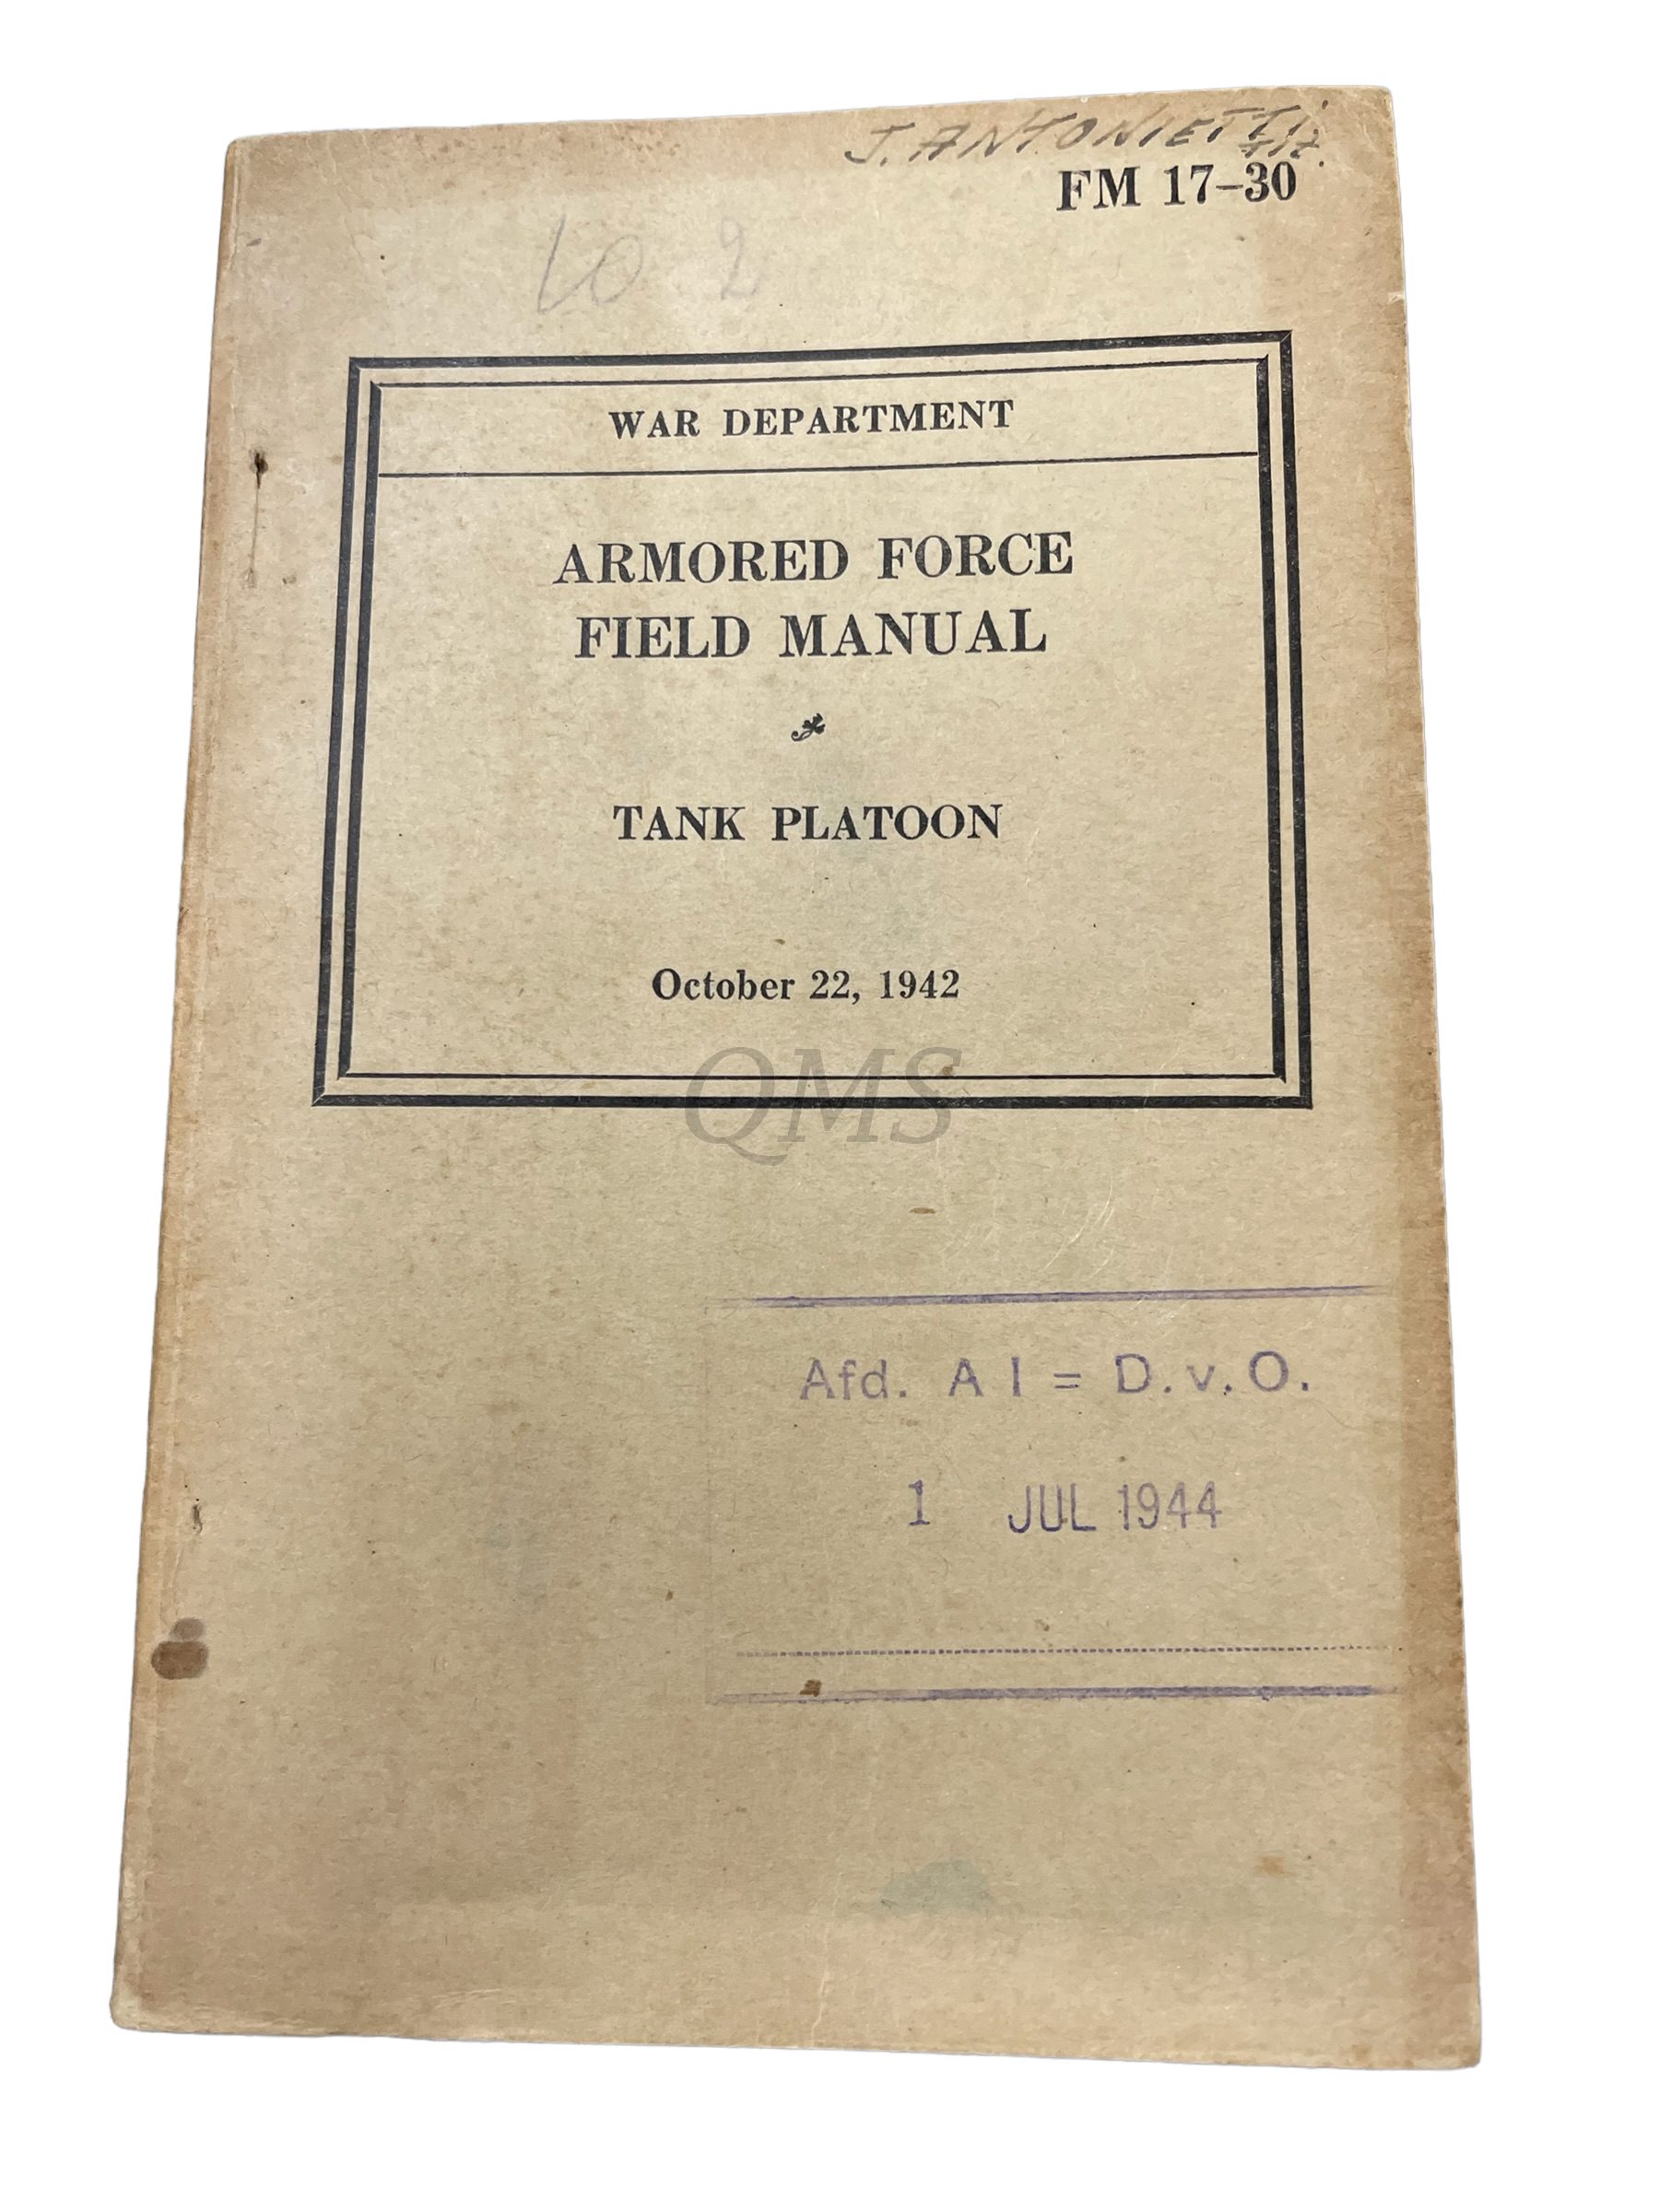 J. ANTONIETTI.
FM 17-30
WAR DEPARTMENT
ARMORED FORCE
FIELD MANUAL
TANK PLATOON
October 22, 1942
QMS
Afd. A I = D.v.O.
1 JUL 1944